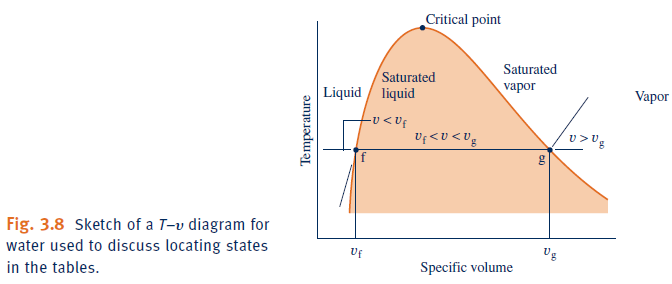 Critical point
Saturated
liquid
Saturated
vapor
Liquid
Vapor
v < vf
vf < v < vg
v > vg
f
g
Temperature
vf
vg
Specific volume
Fig. 3.8 Sketch of a T–v diagram for
water used to discuss locating states
in the tables.